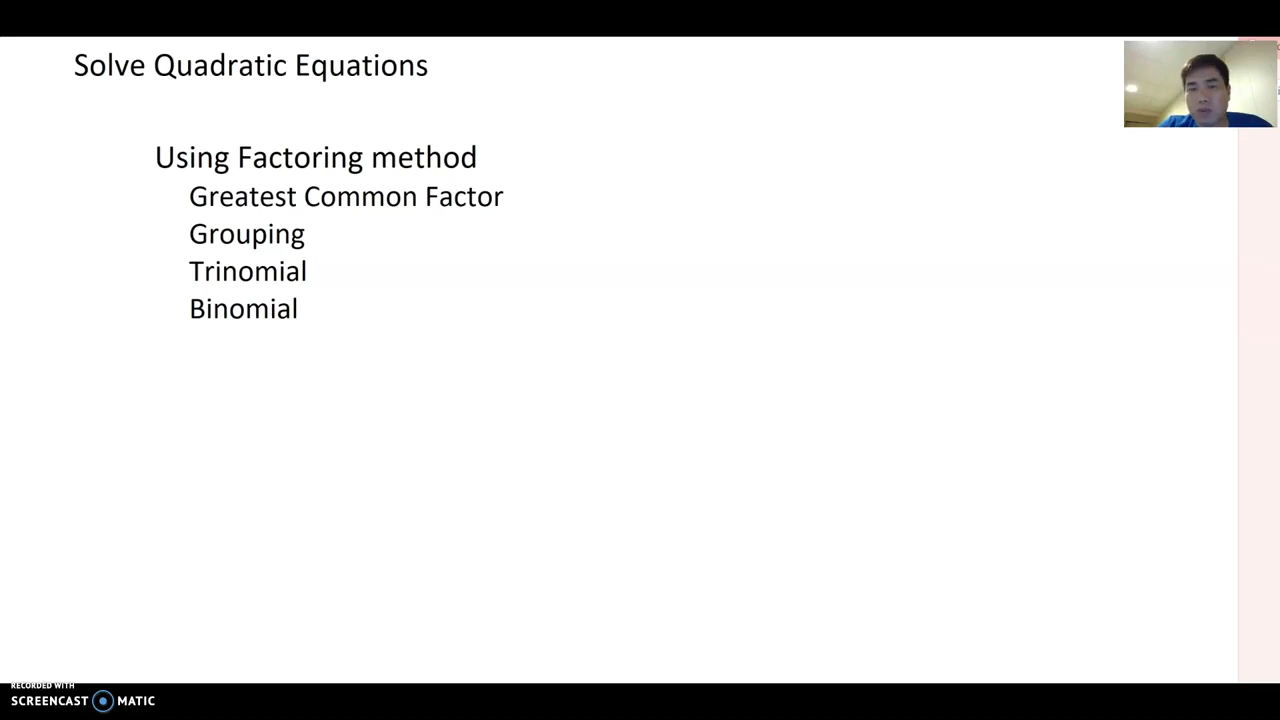 Solve Quadratic Equations
Using Factoring method
Greatest Common Factor
Grouping
Trinomial
Binomial
RECORDED WITH
SCREENCAST MATIC